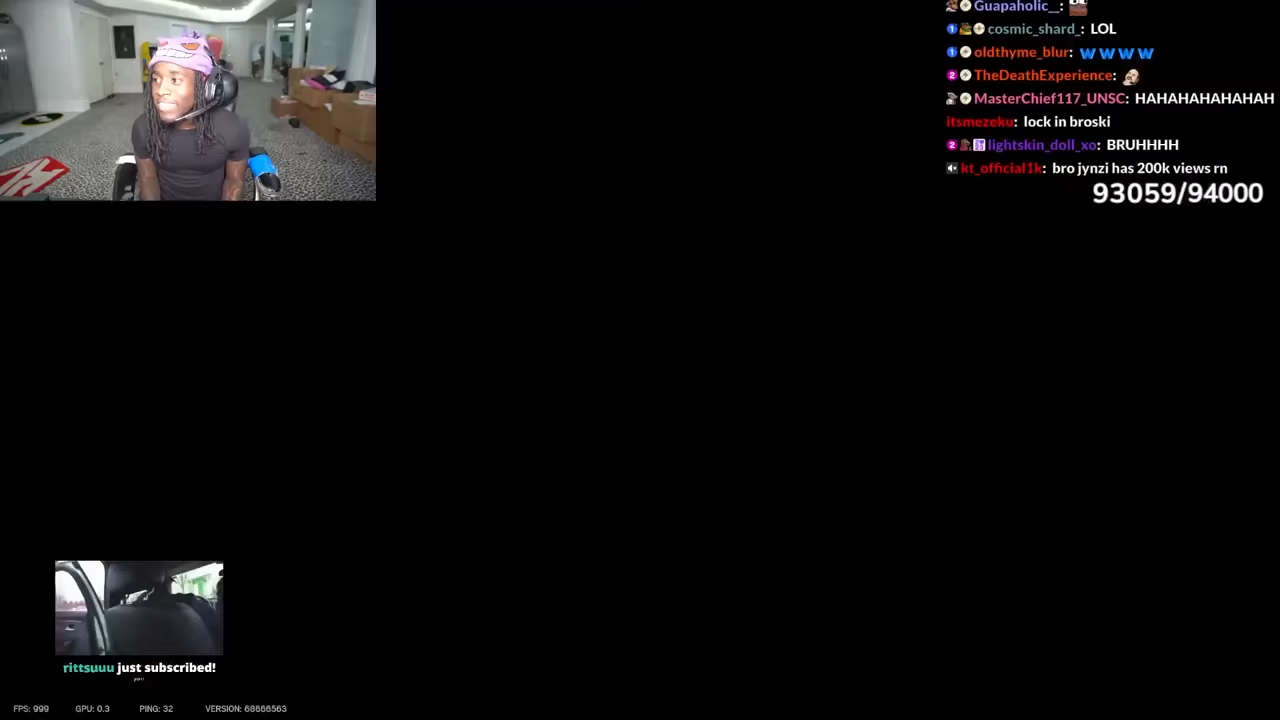 Guapaholic__:
cosmic_shard_: LOL
oldthyme_blur: W W W W
TheDeathExperience:
MasterChief117_UNSC: HAHAHAHAHAHAH
itsmezeku: lock in broski
lightskin_doll_xo: BRUHHHH
kt_official1k: bro jynzi has 200k views rn
93059/94000
rittsuuu just subscribed!
FPS: 999 GPU: 0.3 PING: 32 VERSION: 68666563